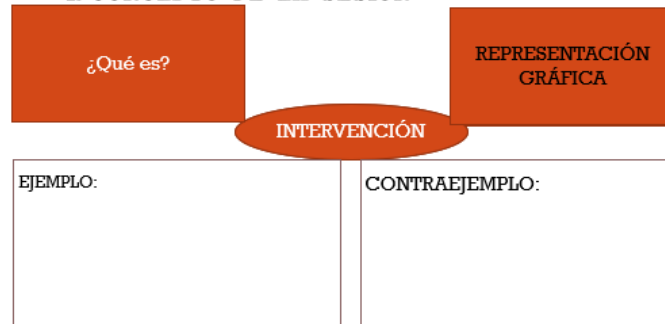 ¿Qué es?
REPRESENTACIÓN
GRÁFICA
INTERVENCIÓN
EJEMPLO:
CONTRAEJEMPLO: